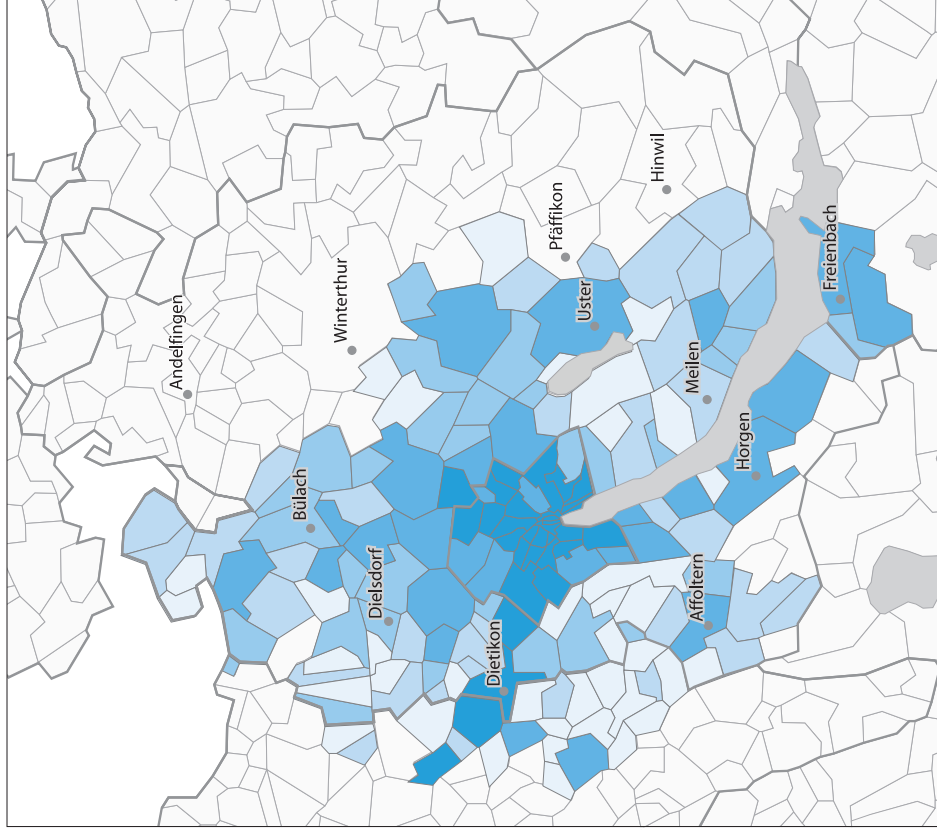 Andelfingen
Winterthur
Hinwil
Pfäffikon
Freienbach
Uster
Meilen
Horgen
Bülach
Dielsdorf
Affoltern
Dietikon